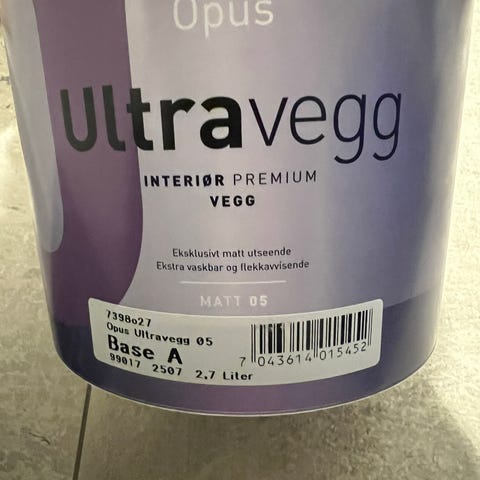 Opus
Ultravegg
INTERIØR PREMIUM
VEGG
Eksklusivt matt utseende
Ekstra vaskbar og flekkavvisende
MATT 05
7398o27
Opus Ultravegg 05
Base A
99017 2507 2,7 Liter
7 043614 015452